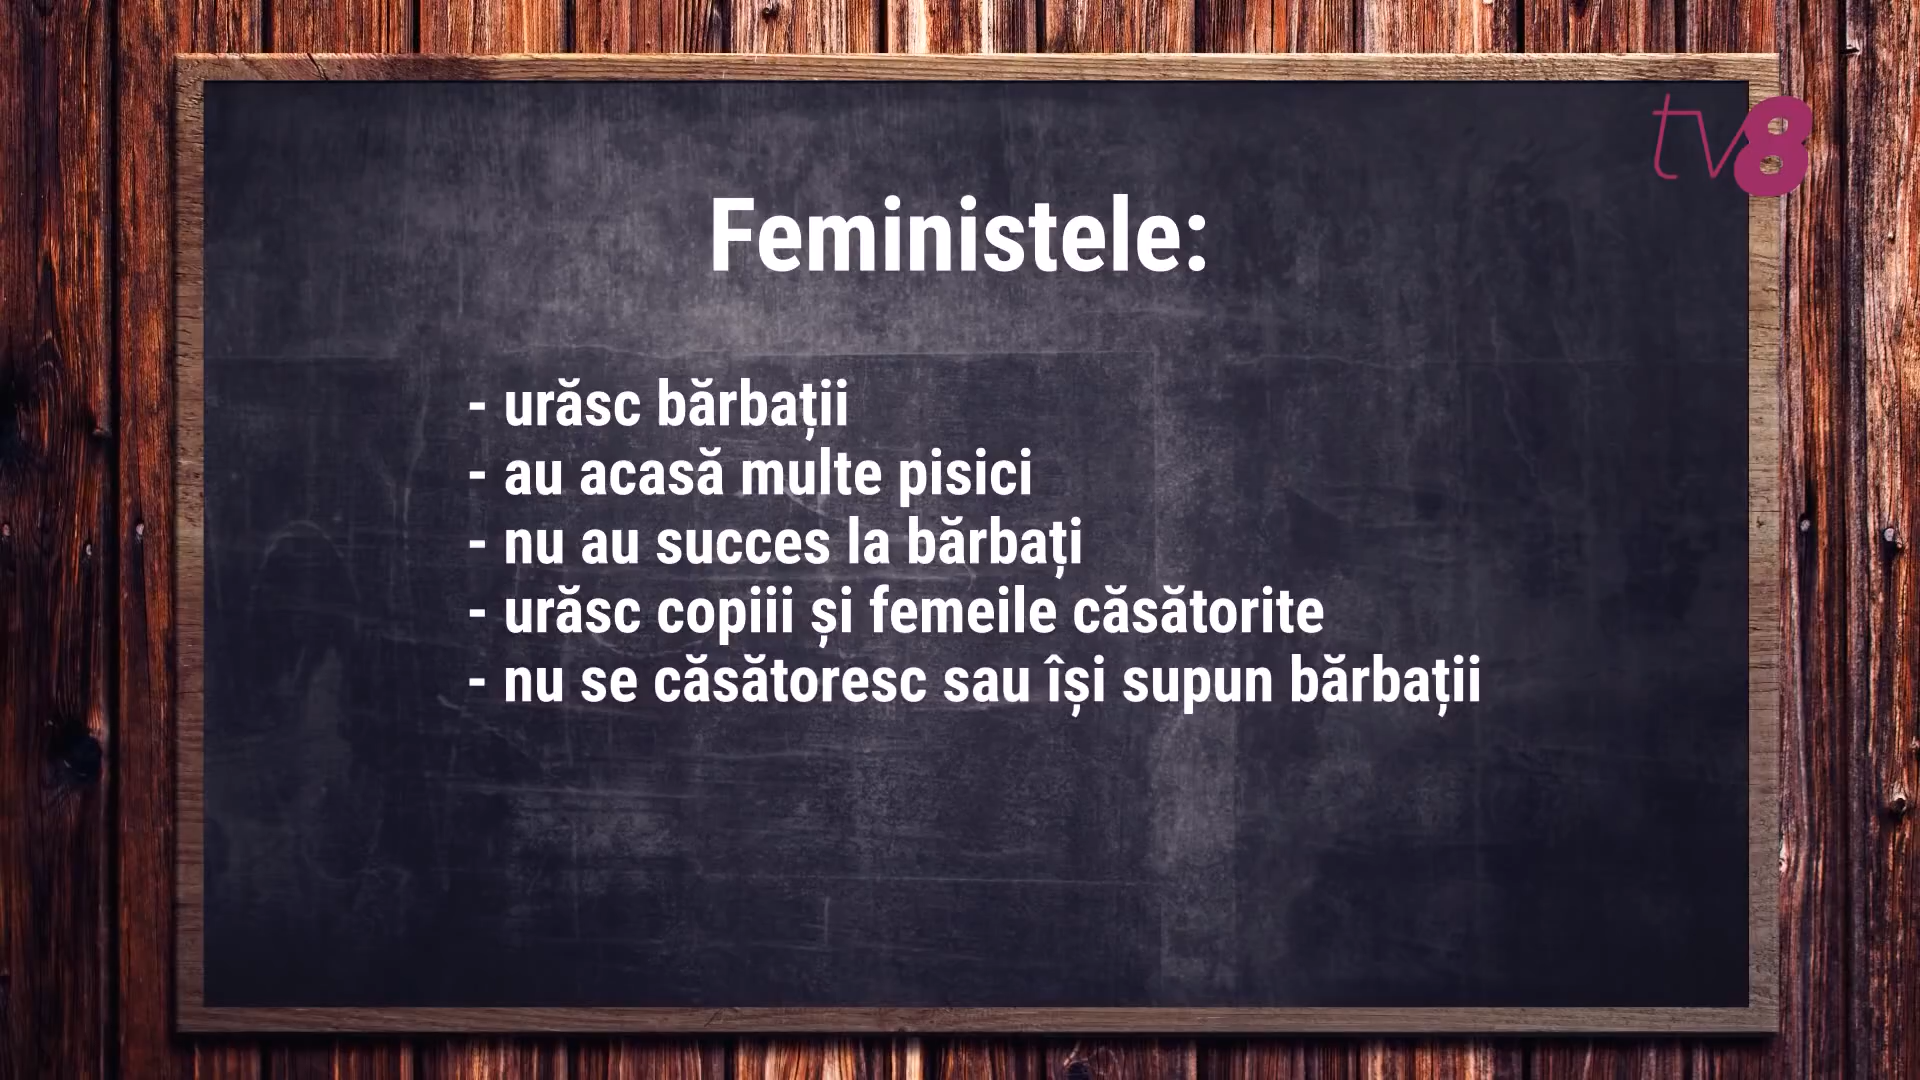 tv8
Feministele:
- urăsc bărbații
- au acasă multe pisici
- nu au succes la bărbați
- urăsc copiii și femeile căsătorite
- nu se căsătoresc sau își supun bărbații